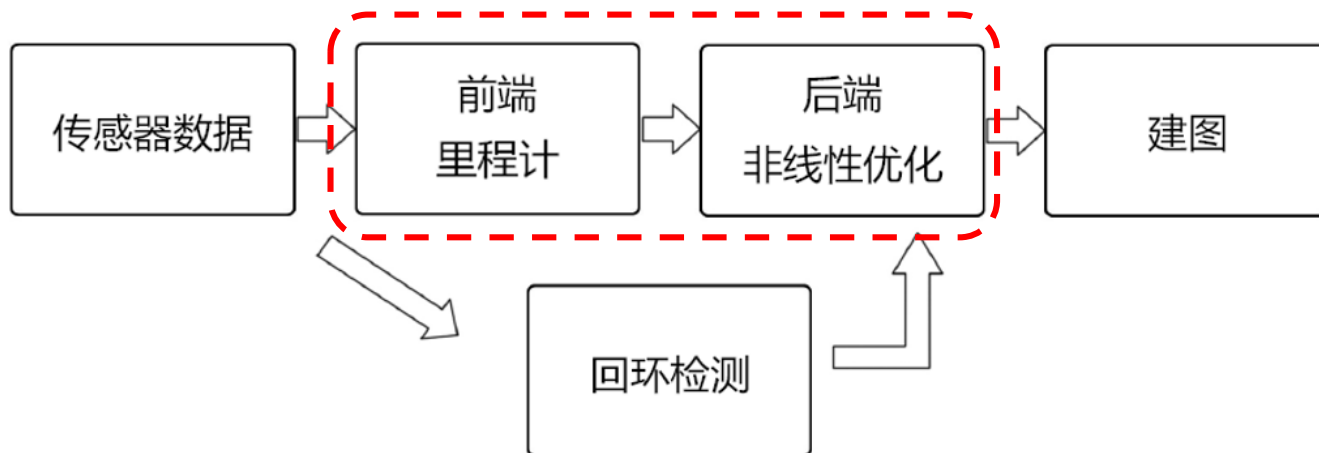 传感器数据
前端
里程计
后端
非线性优化
建图
回环检测